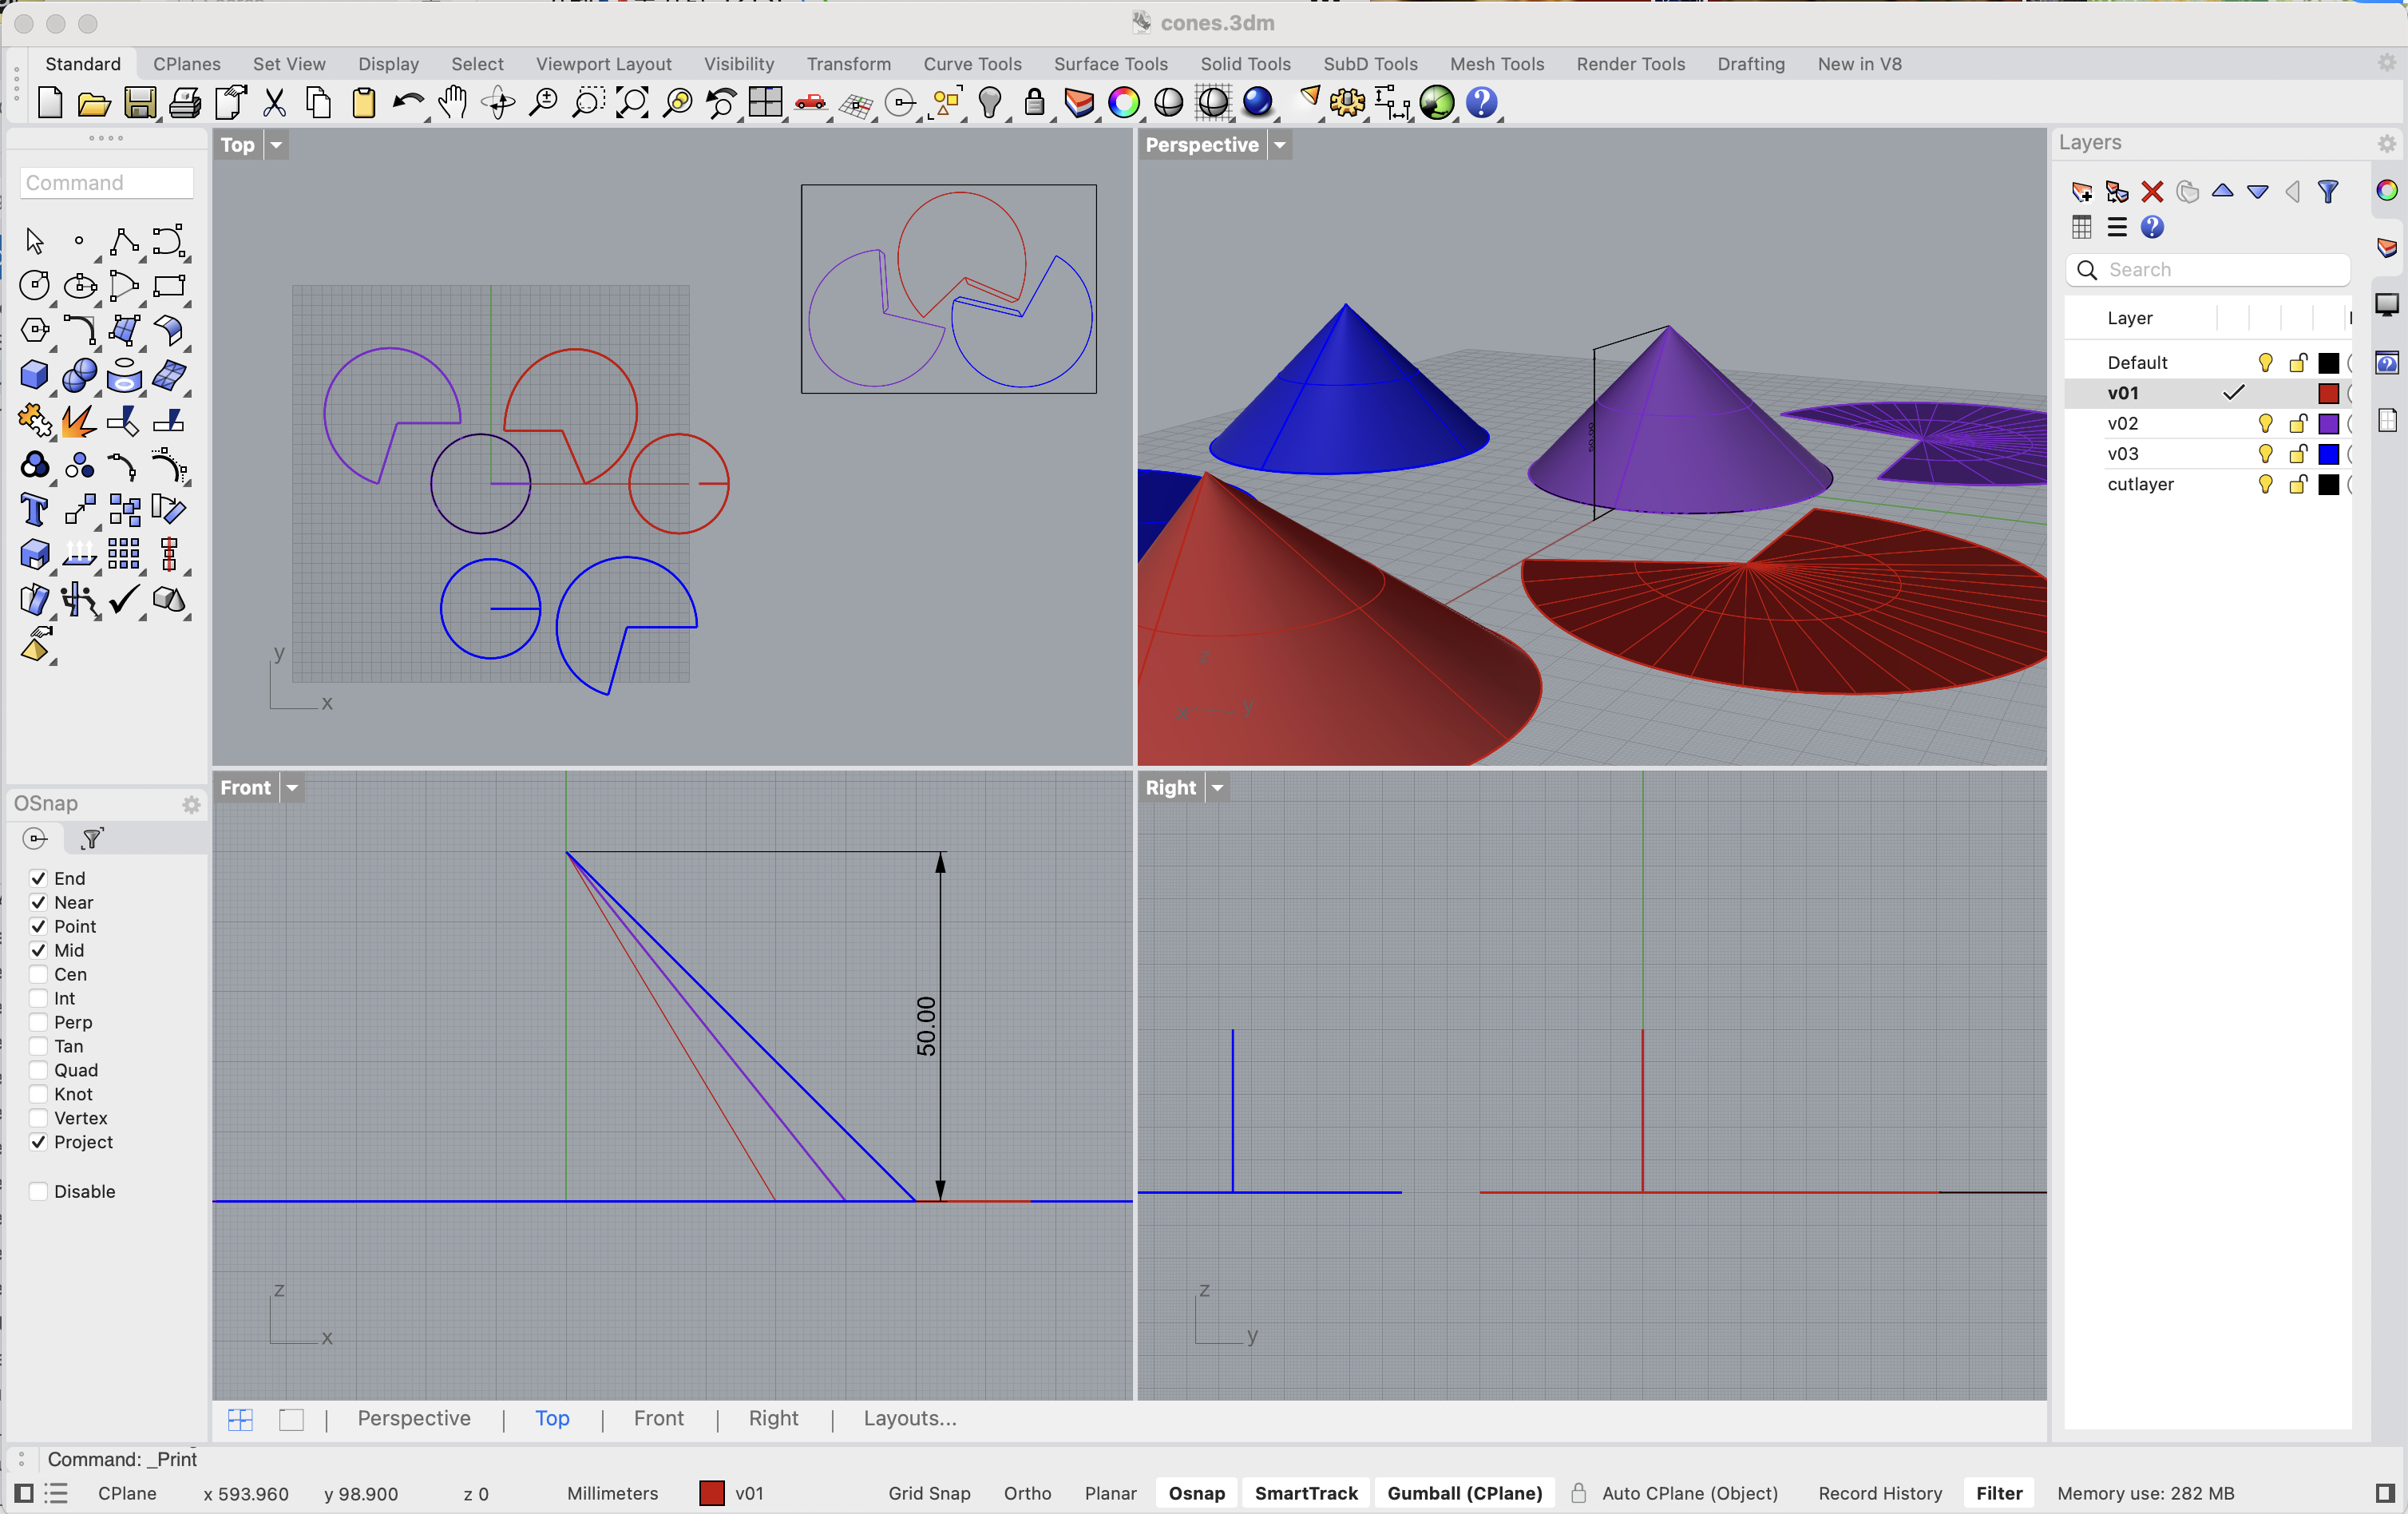 cones.3dm
Standard CPlanes Set View Display Select Viewport Layout Visibility Transform Curve Tools Surface Tools Solid Tools SubD Tools Mesh Tools Render Tools Drafting New in V8
Command
Top
y
x
Perspective
z
x y
Front
50.00
z
x
Right
z
y
Layers
Search
Layer
Default
v01
v02
v03
cutlayer
OSnap
End
Near
Point
Mid
Cen
Int
Perp
Tan
Quad
Knot
Vertex
Project
Disable
Perspective | Top | Front | Right | Layouts...
Command: _Print
CPlane x 593.960 y 98.900 z 0 Millimeters v01 Grid Snap Ortho Planar Osnap SmartTrack Gumball (CPlane) Auto CPlane (Object) Record History Filter Memory use: 282 MB